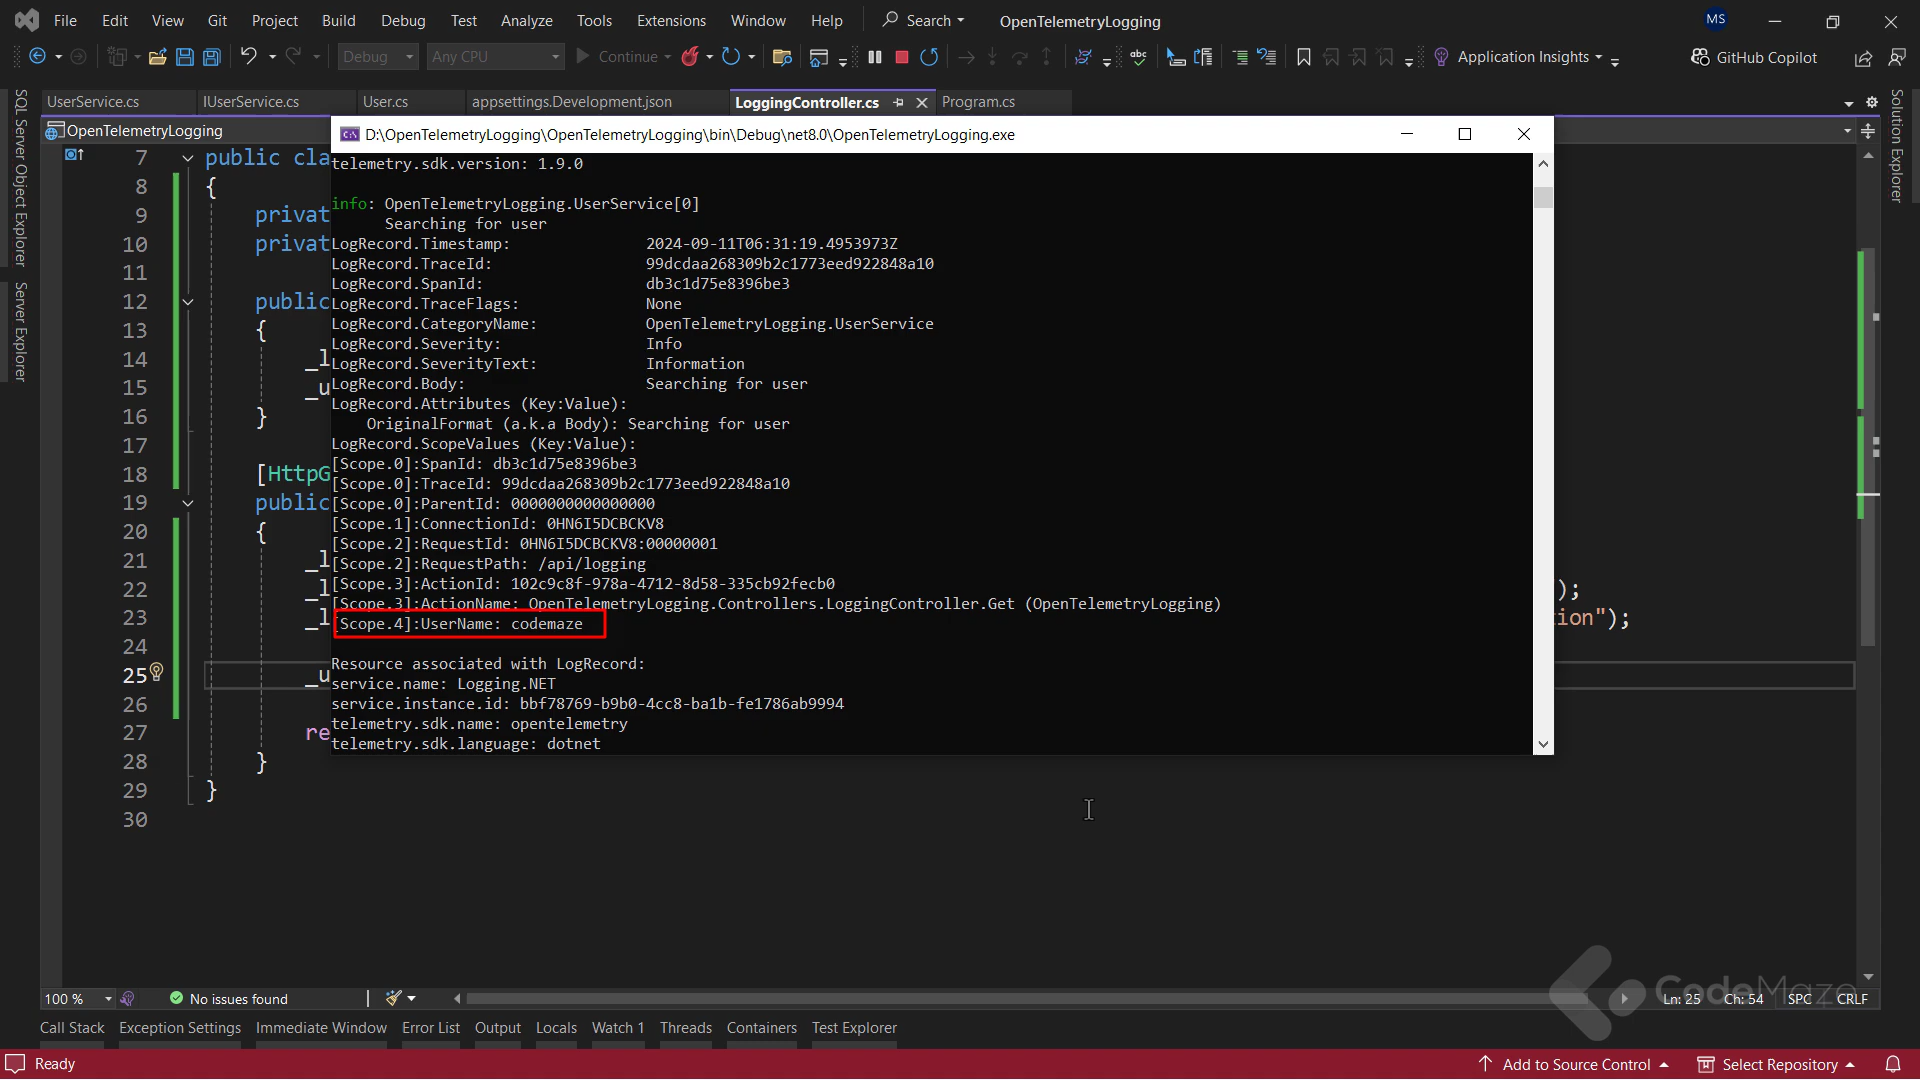 File Edit View Git Project Build Debug Test Analyze Tools Extensions Window Help Search OpenTelemetryLogging MS
Debug Any CPU Continue abc Application Insights GitHub Copilot
UserService.cs IUserService.cs User.cs appsettings.Development.json LoggingController.cs Program.cs
SQL Server Object Explorer
Server Explorer
Solution Explorer
OpenTelemetryLogging
C:\ D:\OpenTelemetryLogging\OpenTelemetryLogging\bin\Debug\net8.0\OpenTelemetryLogging.exe
7 public cla
8 {
9 privat
10 privat
11
12 public
13 {
14 _l
15 _u
16 }
17
18 [HttpG
19 public
20 {
21 _l
22 _l );
23 _l ion");
24
25 _u
26
27 re
28 }
29 }
30
telemetry.sdk.version: 1.9.0
info: OpenTelemetryLogging.UserService[0]
Searching for user
LogRecord.Timestamp: 2024-09-11T06:31:19.4953973Z
LogRecord.TraceId: 99dcdaa268309b2c1773eed922848a10
LogRecord.SpanId: db3c1d75e8396be3
LogRecord.TraceFlags: None
LogRecord.CategoryName: OpenTelemetryLogging.UserService
LogRecord.Severity: Info
LogRecord.SeverityText: Information
LogRecord.Body: Searching for user
LogRecord.Attributes (Key:Value):
OriginalFormat (a.k.a Body): Searching for user
LogRecord.ScopeValues (Key:Value):
[Scope.0]:SpanId: db3c1d75e8396be3
[Scope.0]:TraceId: 99dcdaa268309b2c1773eed922848a10
[Scope.0]:ParentId: 0000000000000000
[Scope.1]:ConnectionId: 0HN6I5DCBCKV8
[Scope.2]:RequestId: 0HN6I5DCBCKV8:00000001
[Scope.2]:RequestPath: /api/logging
[Scope.3]:ActionId: 102c9c8f-978a-4712-8d58-335cb92fecb0
[Scope.3]:ActionName: OpenTelemetryLogging.Controllers.LoggingController.Get (OpenTelemetryLogging)
[Scope.4]:UserName: codemaze
Resource associated with LogRecord:
service.name: Logging.NET
service.instance.id: bbf78769-b9b0-4cc8-ba1b-fe1786ab9994
telemetry.sdk.name: opentelemetry
telemetry.sdk.language: dotnet
CodeMaze
100 % No issues found Ln: 25 Ch: 54 SPC CRLF
Call Stack Exception Settings Immediate Window Error List Output Locals Watch 1 Threads Containers Test Explorer
Ready Add to Source Control Select Repository